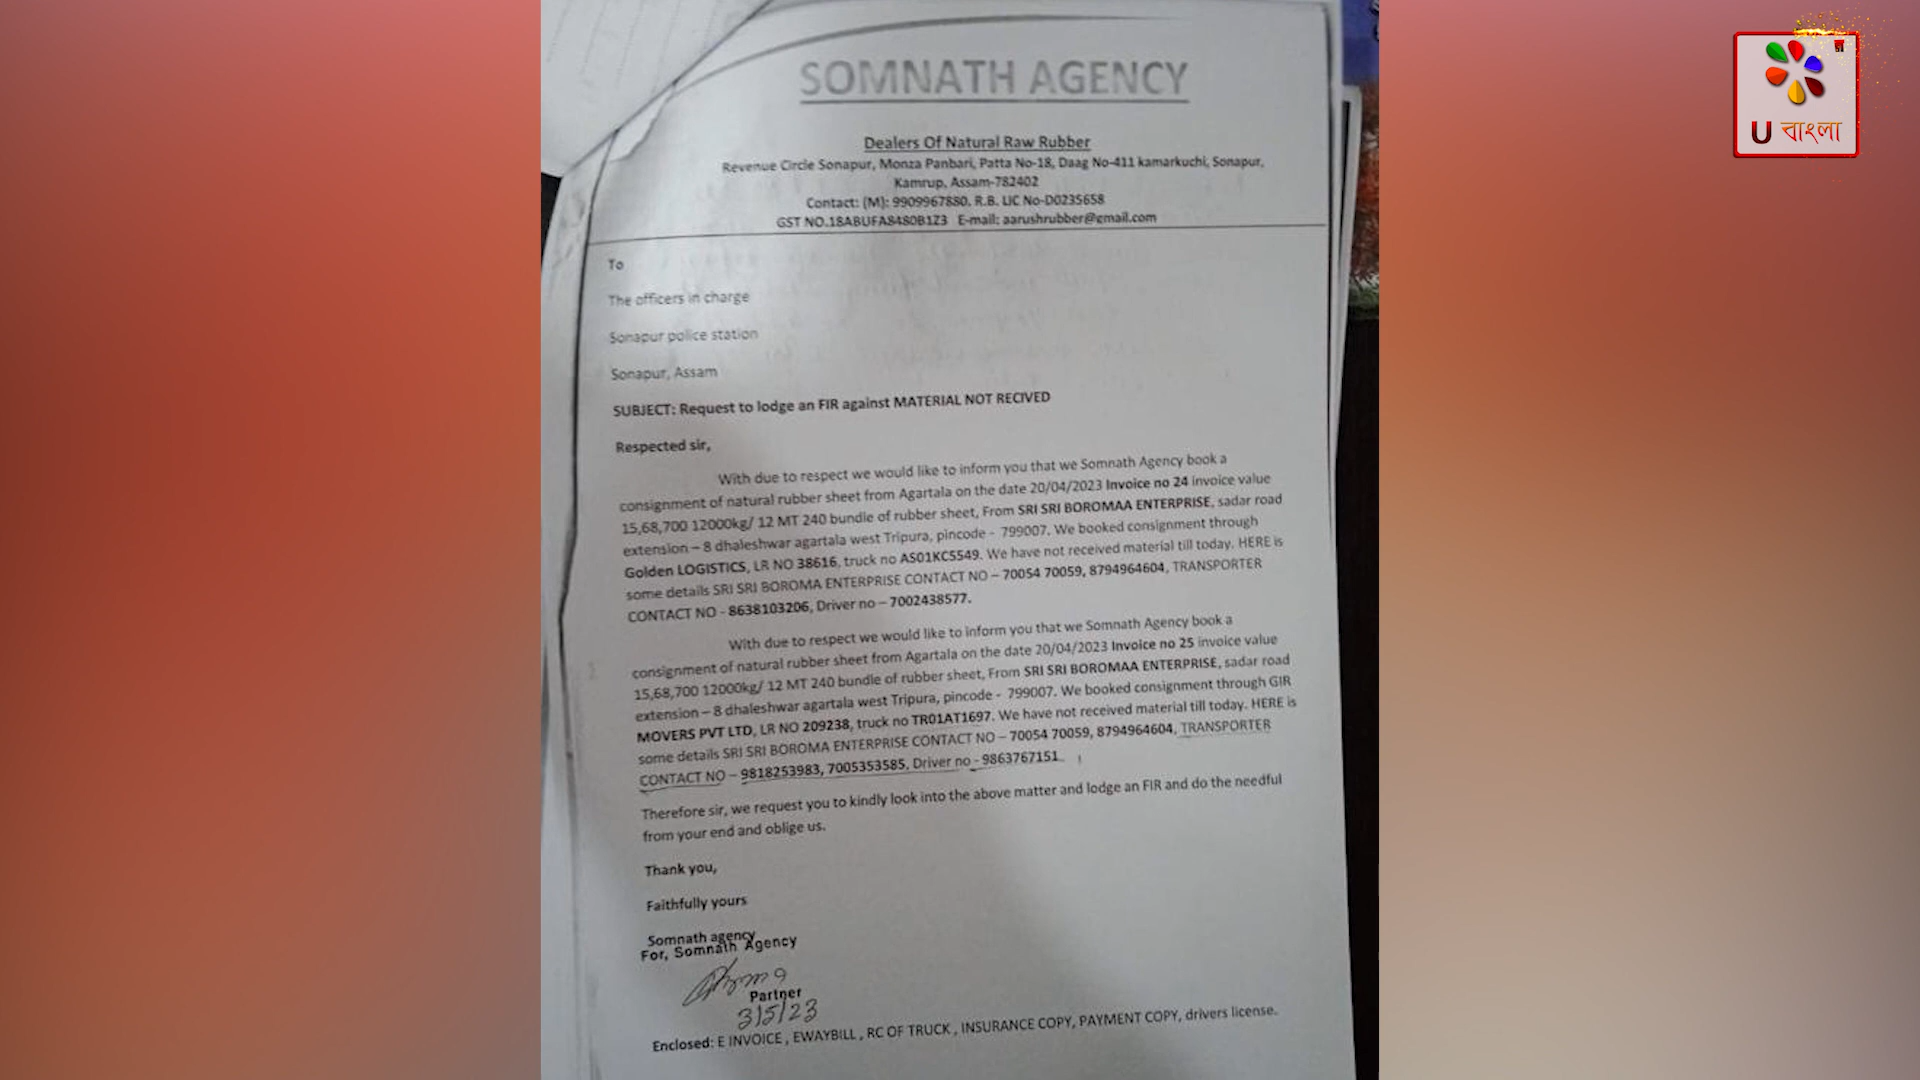 SOMNATH AGENCY
Dealers Of Natural Raw Rubber
Revenue Circle Sonapur, Monza Panbari, Patta No-18, Daag No-411 kamarkuchi, Sonapur,
Kamrup, Assam-782402
Contact: (M): 9909967880, R.B. LIC No-D0235658
GST NO.18ABUFA8480B1Z3 E-mail: aarushrubber@gmail.com
To
The officers in charge
Sonapur police station
Sonapur, Assam
SUBJECT: Request to lodge an FIR against MATERIAL NOT RECIVED
Respected sir,
With due to respect we would like to inform you that we Somnath Agency book a
consignment of natural rubber sheet from Agartala on the date 20/04/2023 Invoice no 24 invoice value
15,68,700 12000kg/ 12 MT 240 bundle of rubber sheet, From SRI SRI BOROMAA ENTERPRISE, sadar road
extension – 8 dhaleshwar agartala west Tripura, pincode - 799007. We booked consignment through
Golden LOGISTICS, LR NO 38616, truck no AS01KC5549. We have not received material till today. HERE is
some details SRI SRI BOROMA ENTERPRISE CONTACT NO – 70054 70059, 8794964604, TRANSPORTER
CONTACT NO - 8638103206, Driver no – 7002438577.
With due to respect we would like to inform you that we Somnath Agency book a
consignment of natural rubber sheet from Agartala on the date 20/04/2023 Invoice no 25 invoice value
15,68,700 12000kg/ 12 MT 240 bundle of rubber sheet, From SRI SRI BOROMAA ENTERPRISE, sadar road
extension – 8 dhaleshwar agartala west Tripura, pincode - 799007. We booked consignment through GIR
MOVERS PVT LTD, LR NO 209238, truck no TR01AT1697. We have not received material till today. HERE is
some details SRI SRI BOROMA ENTERPRISE CONTACT NO – 70054 70059, 8794964604, TRANSPORTER
CONTACT NO – 9818253983, 7005353585, Driver no - 9863767151.
Therefore sir, we request you to kindly look into the above matter and lodge an FIR and do the needful
from your end and oblige us.
Thank you,
Faithfully yours
Somnath agency
For, Somnath Agency
Partner
3/5/23
Enclosed: E INVOICE , EWAYBILL , RC OF TRUCK , INSURANCE COPY, PAYMENT COPY, drivers license.
U বাংলা